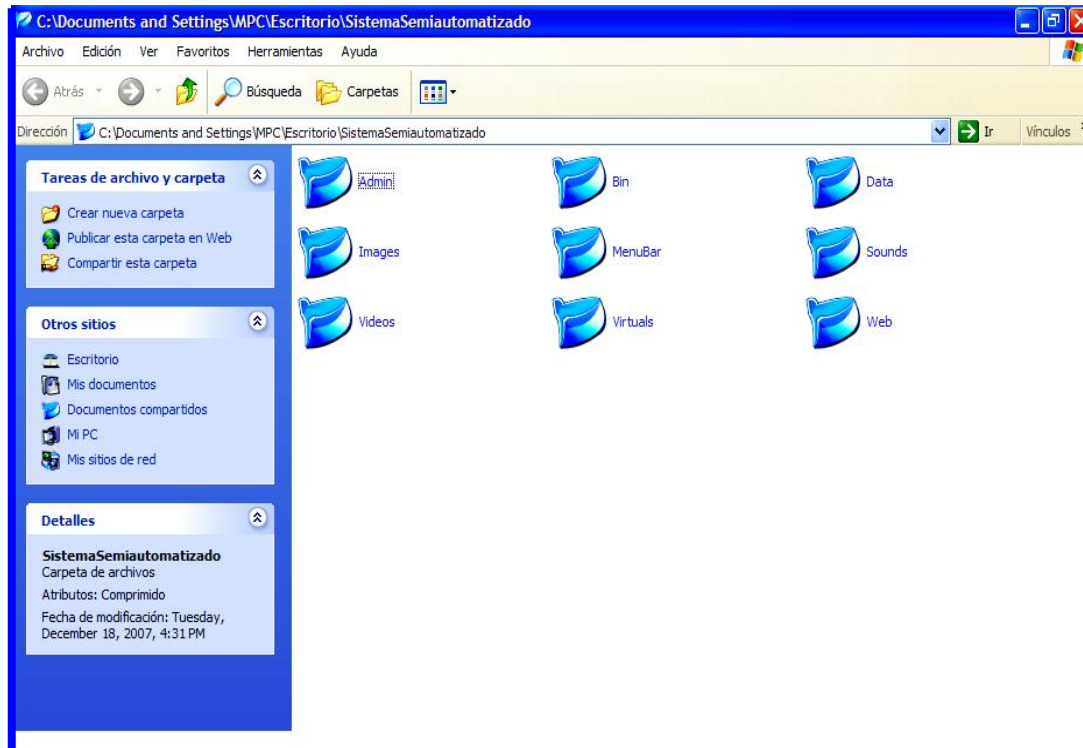 C:\Documents and Settings\MPC\Escritorio\SistemaSemiautomatizado
Archivo Edición Ver Favoritos Herramientas Ayuda
Atrás Búsqueda Carpetas
Dirección C:\Documents and Settings\MPC\Escritorio\SistemaSemiautomatizado Ir Vínculos
Tareas de archivo y carpeta
Crear nueva carpeta
Publicar esta carpeta en Web
Compartir esta carpeta
Otros sitios
Escritorio
Mis documentos
Documentos compartidos
Mi PC
Mis sitios de red
Detalles
SistemaSemiautomatizado
Carpeta de archivos
Atributos: Comprimido
Fecha de modificación: Tuesday,
December 18, 2007, 4:31 PM
Admin Bin Data
Images MenuBar Sounds
Videos Virtuals Web